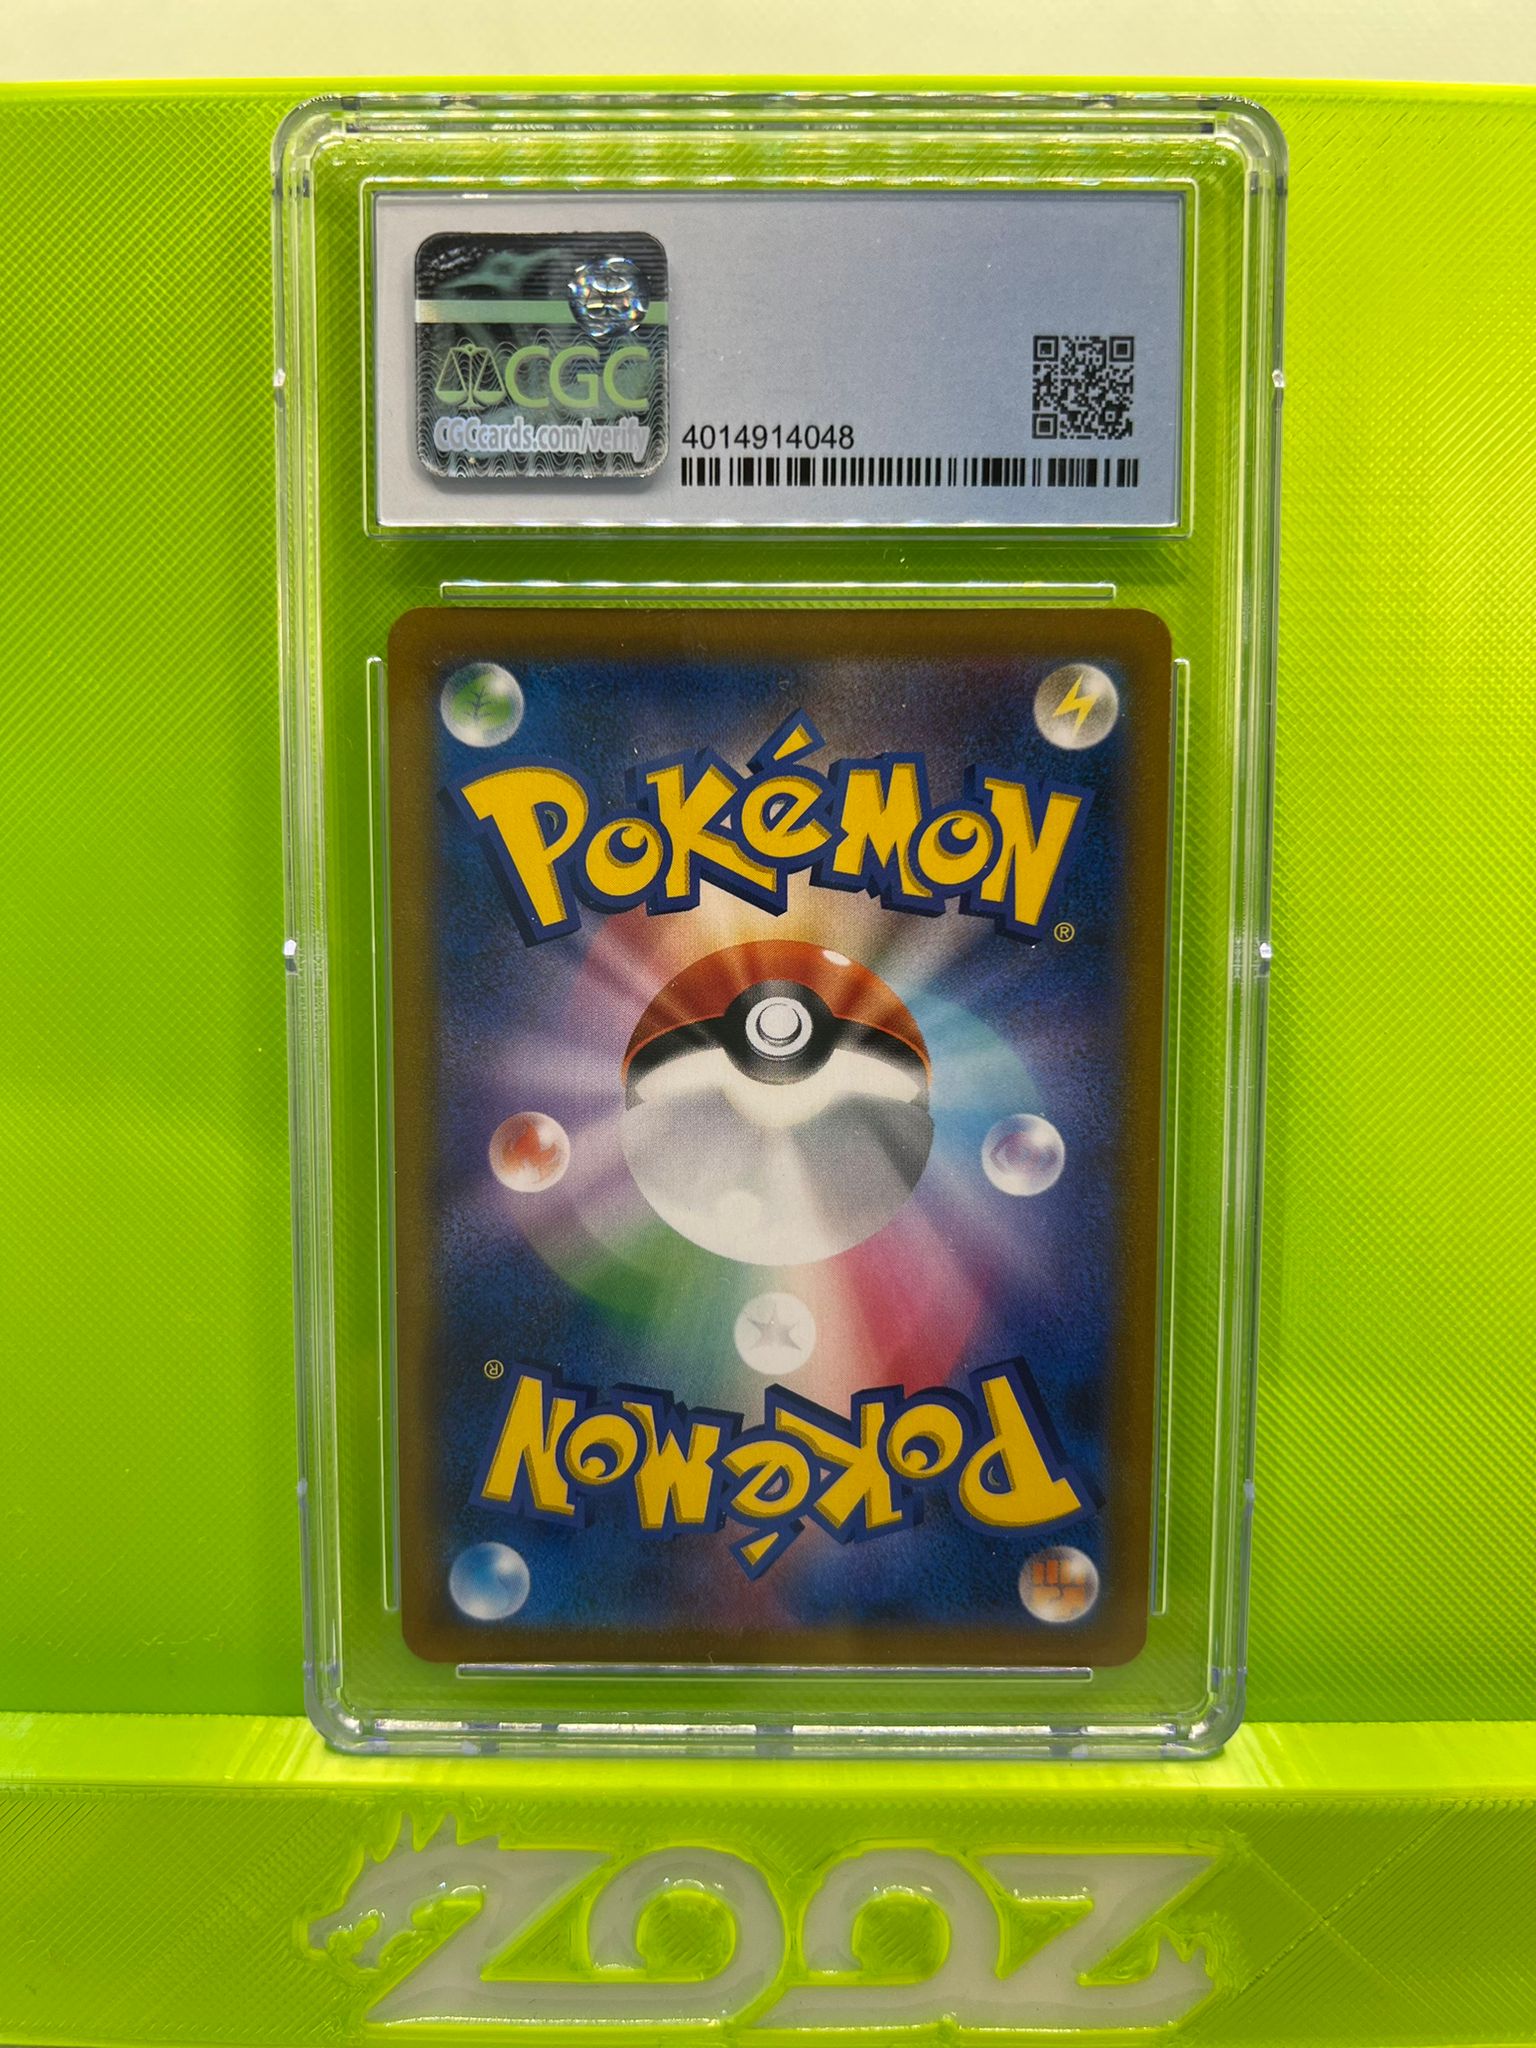 CGC
CGCcards.com/verify
4014914048
POKéMON
®
®
POKéMON
ZOOZ